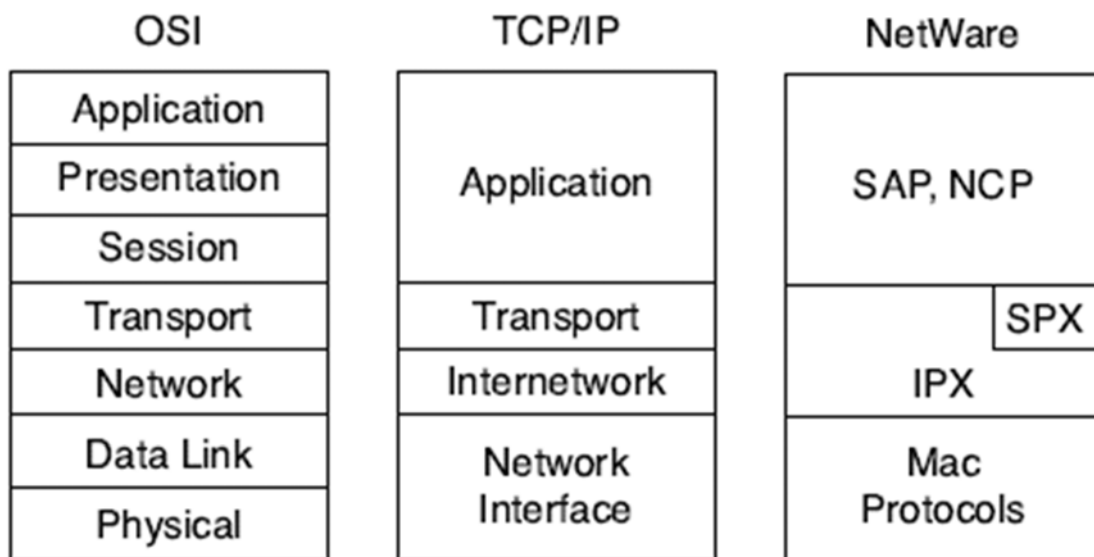 OSI
Application
Presentation
Session
Transport
Network
Data Link
Physical
TCP/IP
Application
Transport
Internetwork
Network
Interface
NetWare
SAP, NCP
SPX
IPX
Mac
Protocols